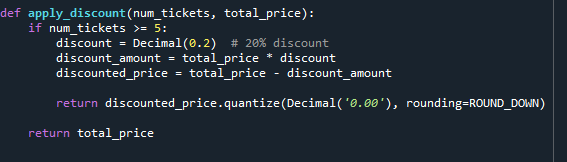 def apply_discount(num_tickets, total_price):
    if num_tickets >= 5:
        discount = Decimal(0.2)  # 20% discount
        discount_amount = total_price * discount
        discounted_price = total_price - discount_amount

        return discounted_price.quantize(Decimal('0.00'), rounding=ROUND_DOWN)

    return total_price